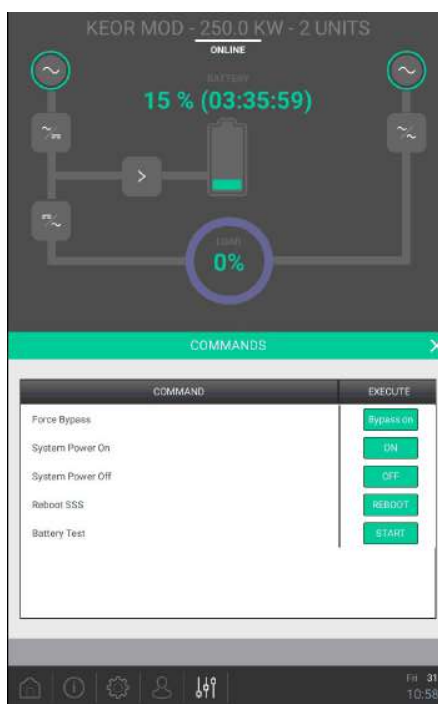 KEOR MOD - 250.0 KW - 2 UNITS
ONLINE
BATTERY
15 % (03:35:59)
LOAD
0%
COMMANDS
COMMAND EXECUTE
Force Bypass Bypass on
System Power On ON
System Power Off OFF
Reboot SSS REBOOT
Battery Test START
Fri 31
10:58